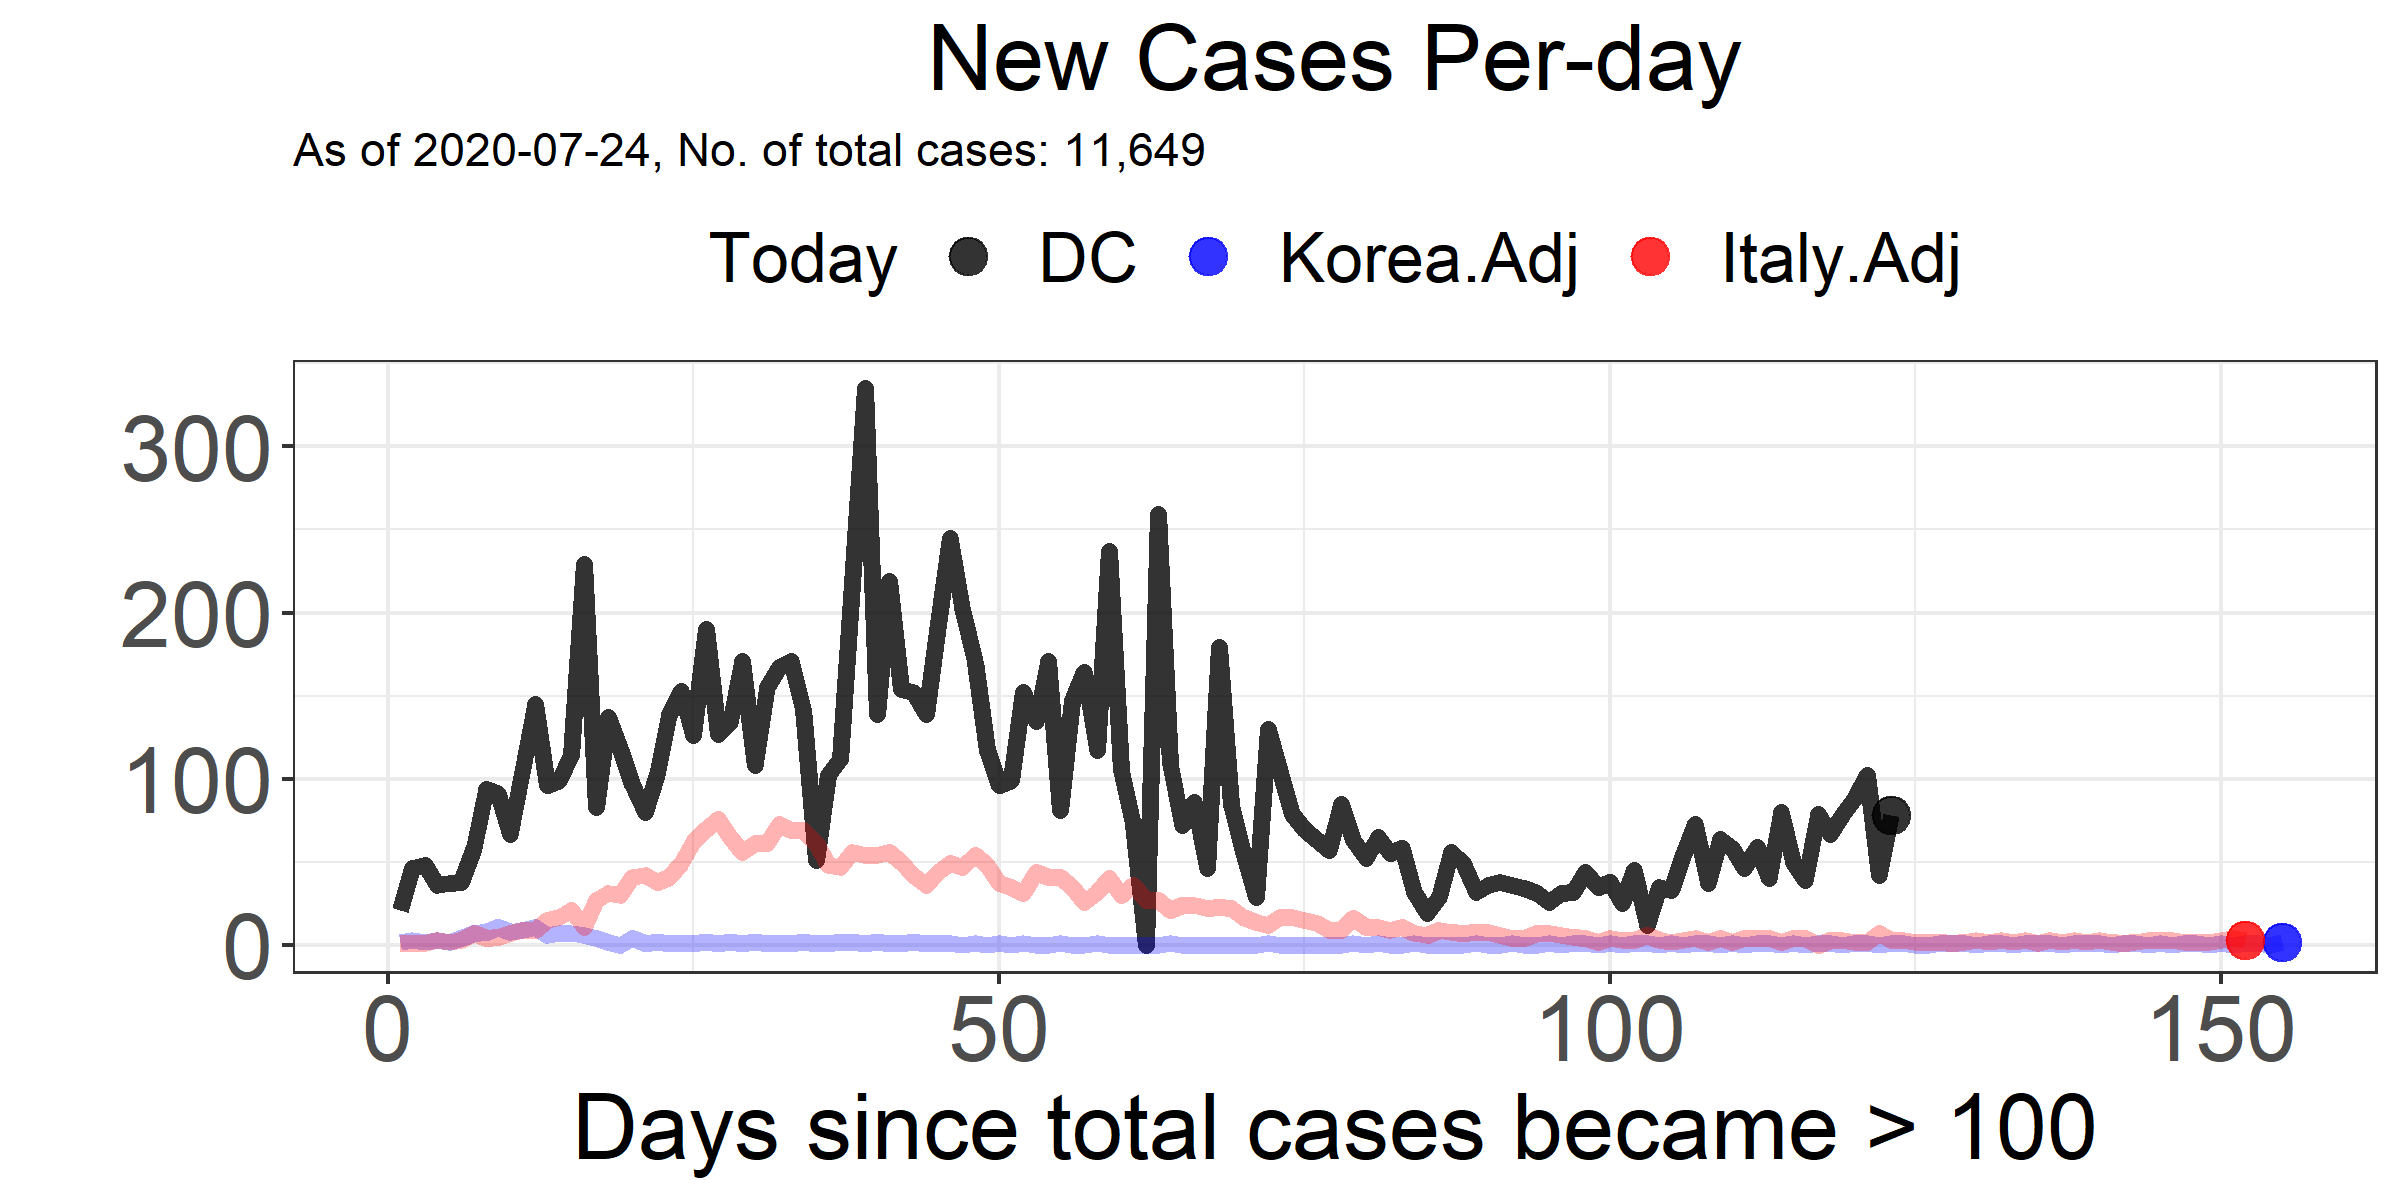 New Cases Per-day
As of 2020-07-24, No. of total cases: 11,649
Today DC Korea.Adj Italy.Adj
300
200
100
0
0 50 100 150
Days since total cases became > 100